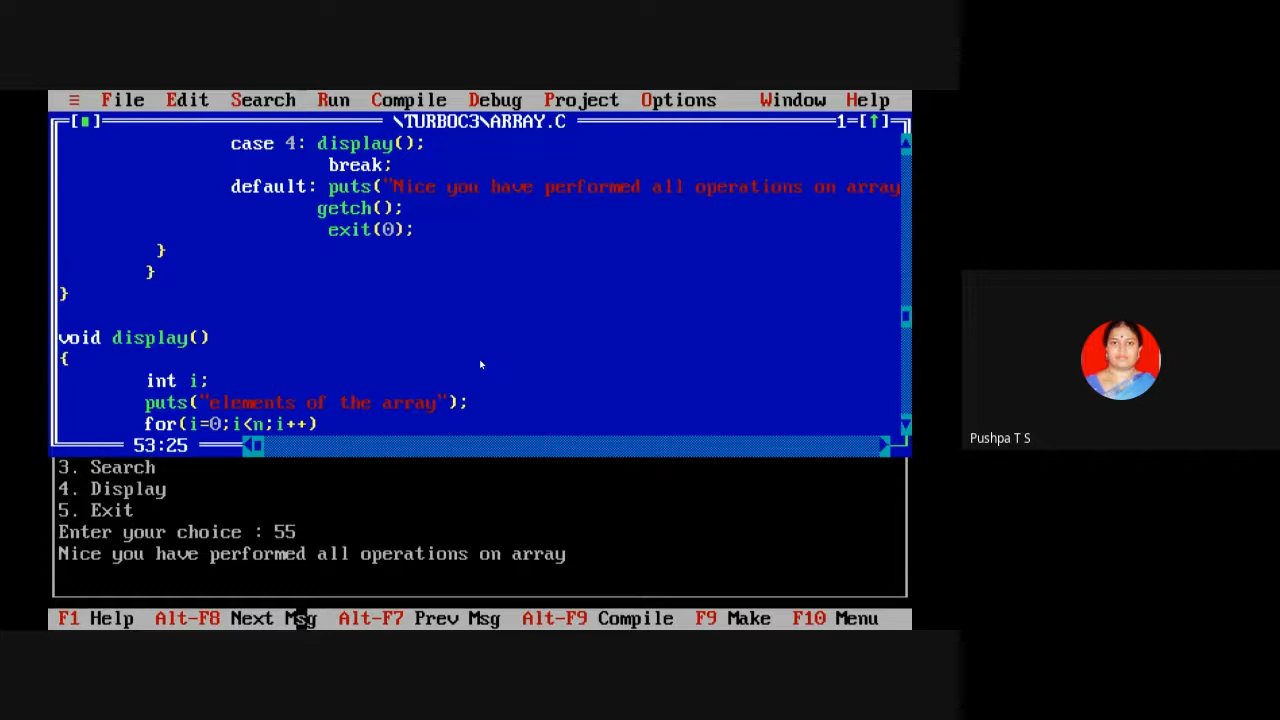 ≡ File Edit Search Run Compile Debug Project Options Window Help
[■] \TURBOC3\ARRAY.C 1=[↑]
case 4: display();
break;
default: puts("Nice you have performed all operations on array
getch();
exit(0);
}
}
}
void display()
{
int i;
puts("elements of the array");
for(i=0;i<n;i++)
53:25
3. Search
4. Display
5. Exit
Enter your choice : 55
Nice you have performed all operations on array
F1 Help Alt-F8 Next Msg Alt-F7 Prev Msg Alt-F9 Compile F9 Make F10 Menu
Pushpa T S